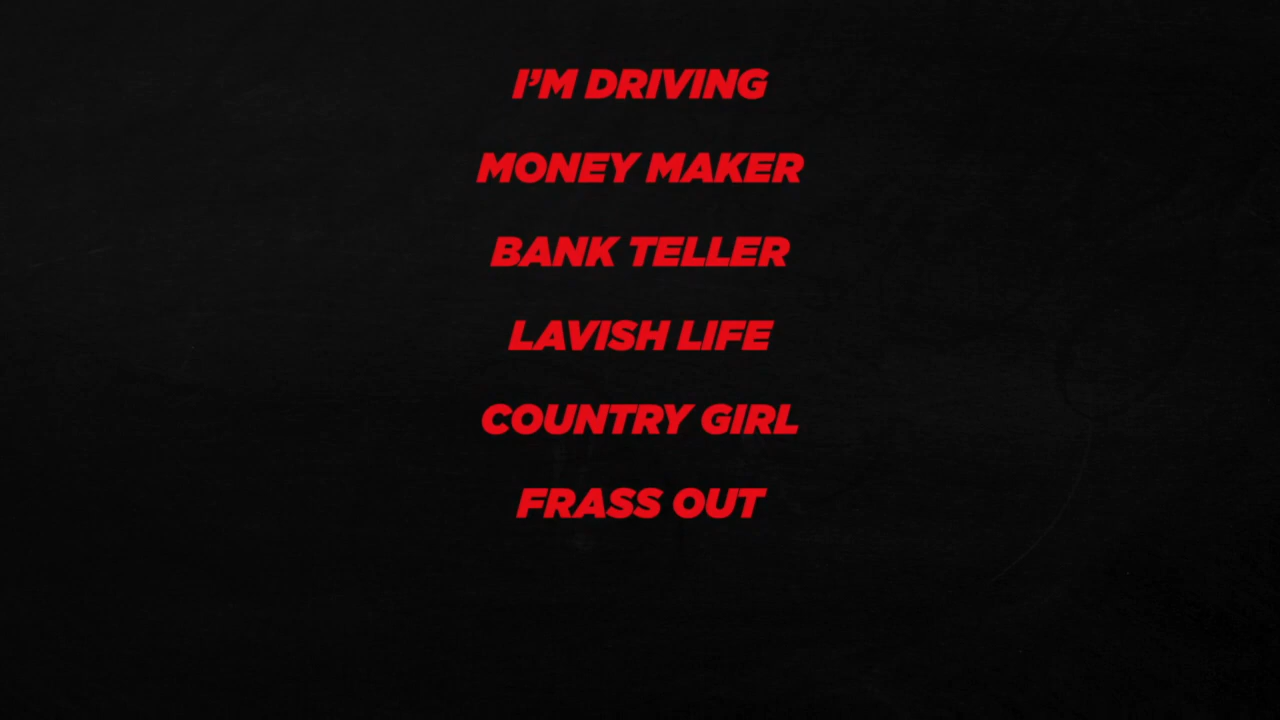 I'M DRIVING
MONEY MAKER
BANK TELLER
LAVISH LIFE
COUNTRY GIRL
FRASS OUT